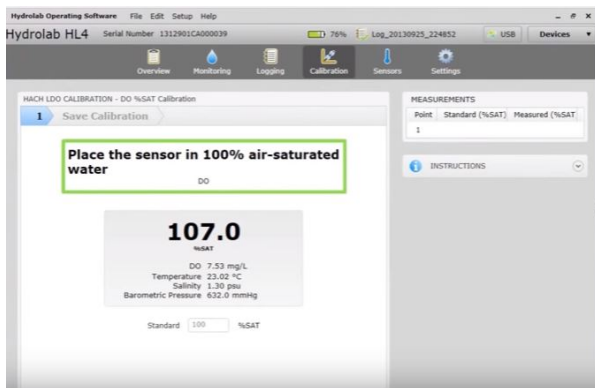 Hydrolab Operating Software File Edit Setup Help
Hydrolab HL4 Serial Number 1312901CA000039 76% Log_20130925_224852 USB Devices
Overview Monitoring Logging Calibration Sensors Settings
HACH LDO CALIBRATION - DO %SAT Calibration
1 Save Calibration
Place the sensor in 100% air-saturated
water
DO
107.0
%SAT
DO 7.53 mg/L
Temperature 23.02 °C
Salinity 1.30 psu
Barometric Pressure 632.0 mmHg
Standard 100 %SAT
MEASUREMENTS
Point Standard (%SAT) Measured (%SAT
1
INSTRUCTIONS